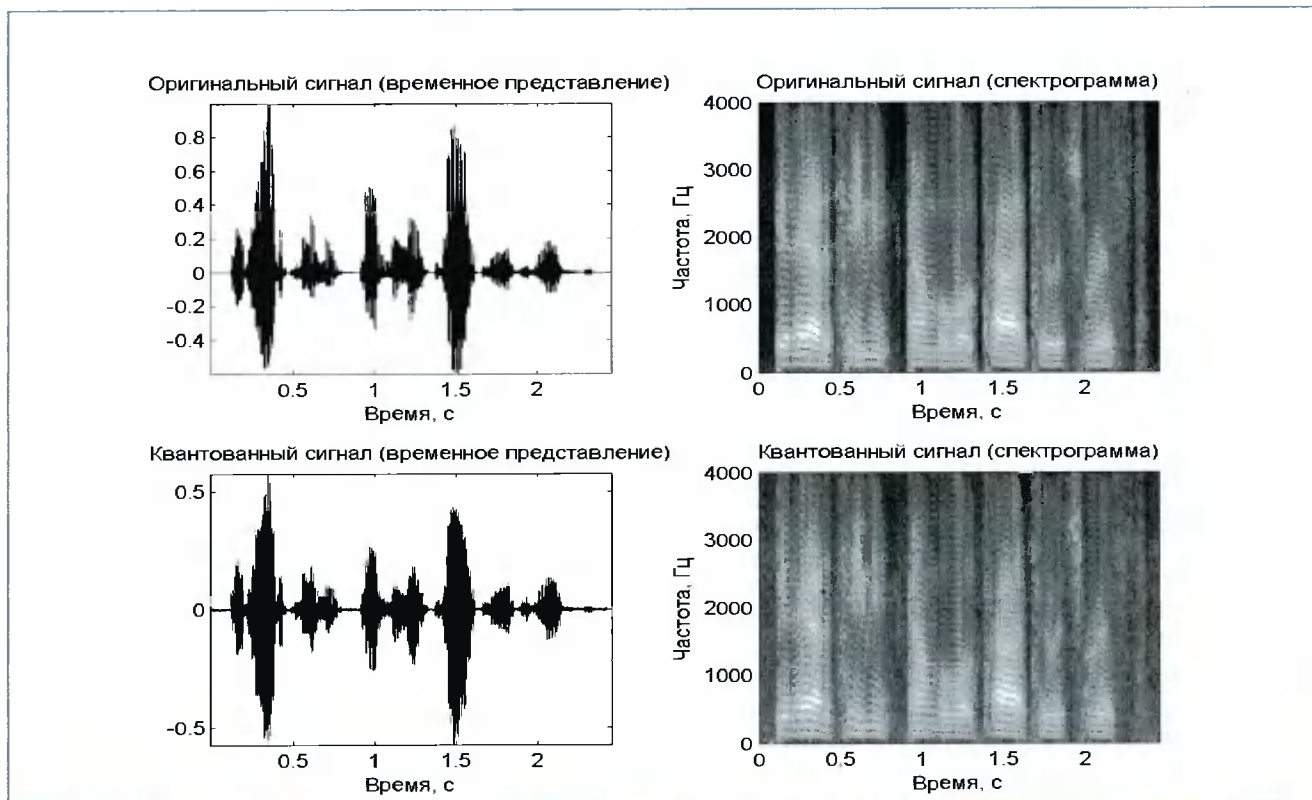 Оригинальный сигнал (временное представление)
0.8
0.6
0.4
0.2
0
-0.2
-0.4
0.5 1 1.5 2
Время, с
Оригинальный сигнал (спектрограмма)
4000
3000
2000
1000
0
Частота, Гц
0 0.5 1 1.5 2
Время, с
Квантованный сигнал (временное представление)
0.5
0
-0.5
0.5 1 1.5 2
Время, с
Квантованный сигнал (спектрограмма)
4000
3000
2000
1000
0
Частота, Гц
0 0.5 1 1.5 2
Время, с